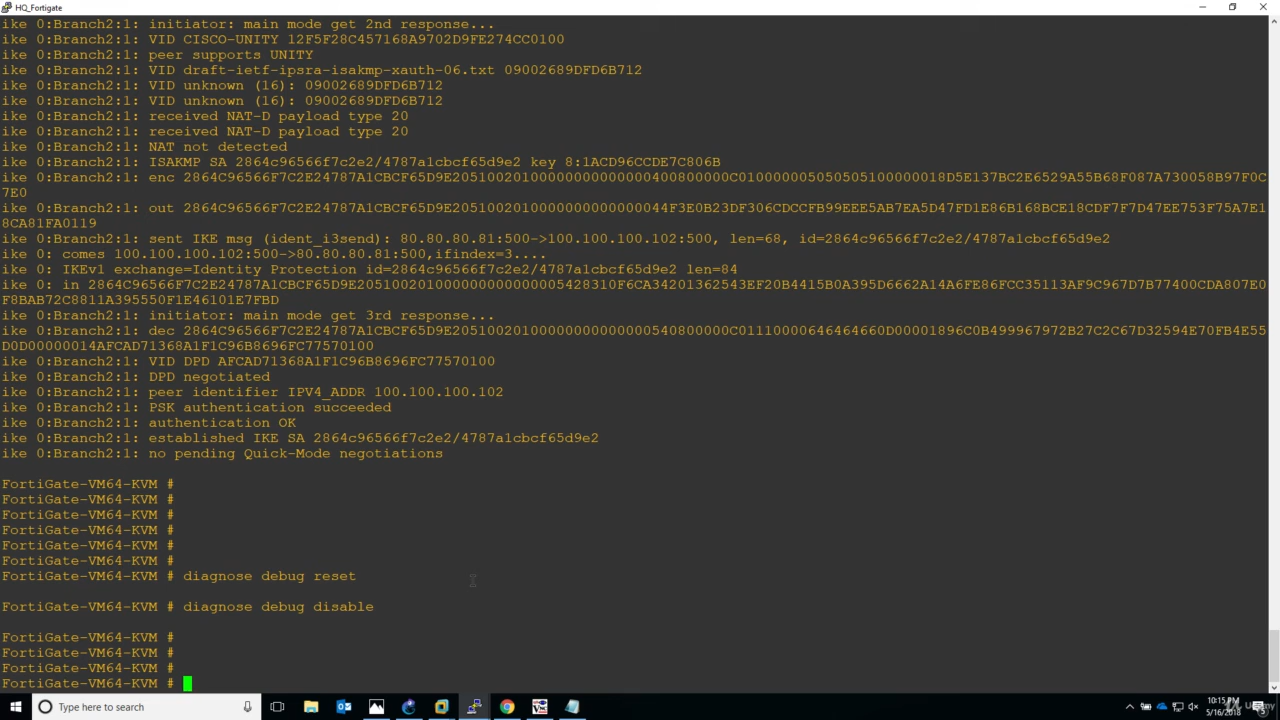 HQ_Fortigate
ike 0:Branch2:1: initiator: main mode get 2nd response...
ike 0:Branch2:1: VID CISCO-UNITY 12F5F28C457168A9702D9FE274CC0100
ike 0:Branch2:1: peer supports UNITY
ike 0:Branch2:1: VID draft-ietf-ipsra-isakmp-xauth-06.txt 09002689DFD6B712
ike 0:Branch2:1: VID unknown (16): 09002689DFD6B712
ike 0:Branch2:1: VID unknown (16): 09002689DFD6B712
ike 0:Branch2:1: received NAT-D payload type 20
ike 0:Branch2:1: received NAT-D payload type 20
ike 0:Branch2:1: NAT not detected
ike 0:Branch2:1: ISAKMP SA 2864c96566f7c2e2/4787a1cbcf65d9e2 key 8:1ACD96CCDE7C806B
ike 0:Branch2:1: enc 2864C96566F7C2E24787A1CBCF65D9E2051002010000000000000000400800000C010000000505050510000001​8D5E137BC2E6529A55B68F087A730058B97F0C
7E0
ike 0:Branch2:1: out 2864C96566F7C2E24787A1CBCF65D9E20510020100000000000000044F3E0B23DF306CDCCFB99EEE5AB7EA5D47FD1E86B168BCE18CDF7F7D47EE753F75A7E1
8CA81FA0119
ike 0:Branch2:1: sent IKE msg (ident_i3send): 80.80.80.81:500->100.100.100.102:500, len=68, id=2864c96566f7c2e2/4787a1cbcf65d9e2
ike 0: comes 100.100.100.102:500->80.80.80.81:500,ifindex=3....
ike 0: IKEv1 exchange=Identity Protection id=2864c96566f7c2e2/4787a1cbcf65d9e2 len=84
ike 0: in 2864C96566F7C2E24787A1CBCF65D9E2051002010000000000000005428310F6CA34201362543EF20B4415B0A395D6662A14A6FE86FCC35113AF9C967D7B77400CDA807E0
F8BAB72C8811A395550F1E46101E7FBD
ike 0:Branch2:1: initiator: main mode get 3rd response...
ike 0:Branch2:1: dec 2864C96566F7C2E24787A1CBCF65D9E20510020100000000000000540800000C0111000064646466​0D00001896C0B499967972B27C2C67D32594E70FB4E55
D0D00000014AFCAD71368A1F1C96B8696FC77570100
ike 0:Branch2:1: VID DPD AFCAD71368A1F1C96B8696FC77570100
ike 0:Branch2:1: DPD negotiated
ike 0:Branch2:1: peer identifier IPV4_ADDR 100.100.100.102
ike 0:Branch2:1: PSK authentication succeeded
ike 0:Branch2:1: authentication OK
ike 0:Branch2:1: established IKE SA 2864c96566f7c2e2/4787a1cbcf65d9e2
ike 0:Branch2:1: no pending Quick-Mode negotiations
FortiGate-VM64-KVM #
FortiGate-VM64-KVM #
FortiGate-VM64-KVM #
FortiGate-VM64-KVM #
FortiGate-VM64-KVM #
FortiGate-VM64-KVM #
FortiGate-VM64-KVM # diagnose debug reset
FortiGate-VM64-KVM # diagnose debug disable
FortiGate-VM64-KVM #
FortiGate-VM64-KVM #
FortiGate-VM64-KVM #
FortiGate-VM64-KVM #
Type here to search
10:15 PM
5/16/2018